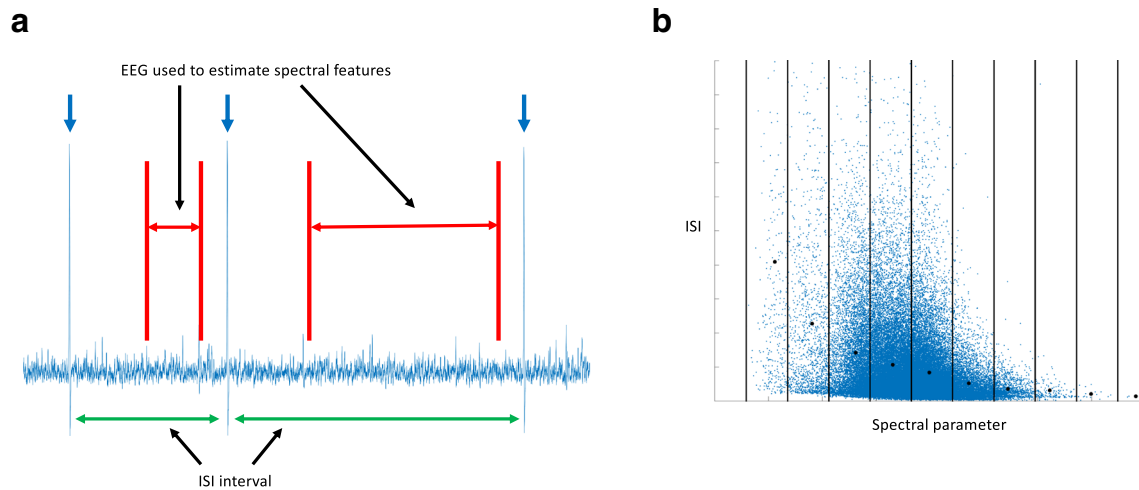 a
EEG used to estimate spectral features
ISI interval
b
ISI
Spectral parameter